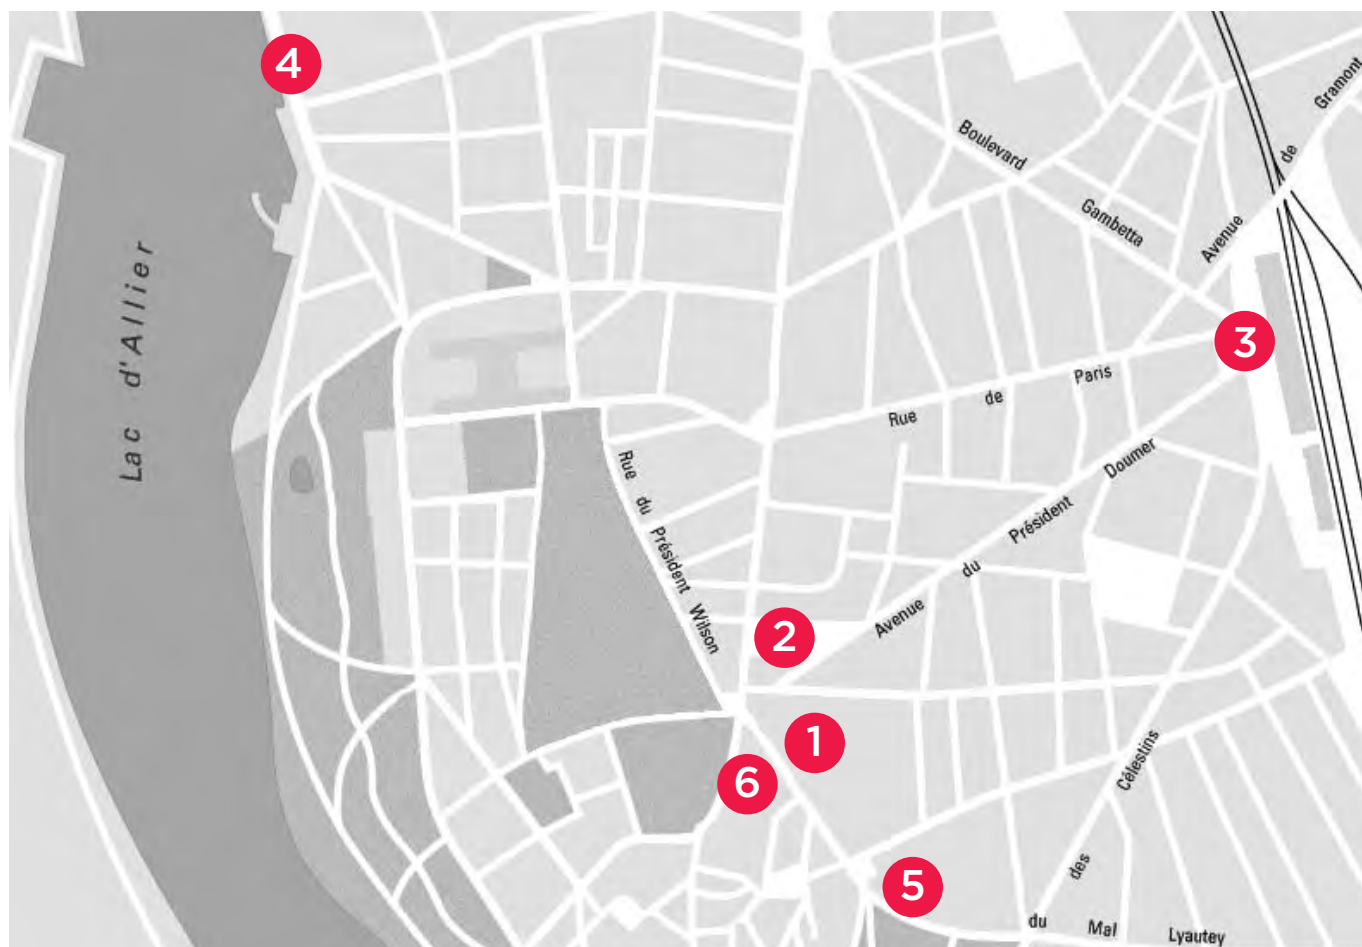 4
Boulevard
Gambetta
Avenue de Gramont
Lac d'Allier
3
Rue de Paris
Rue du Président Wilson
Avenue du Président Doumer
2
1
6
5
des Célestins
du Mal Lyautey